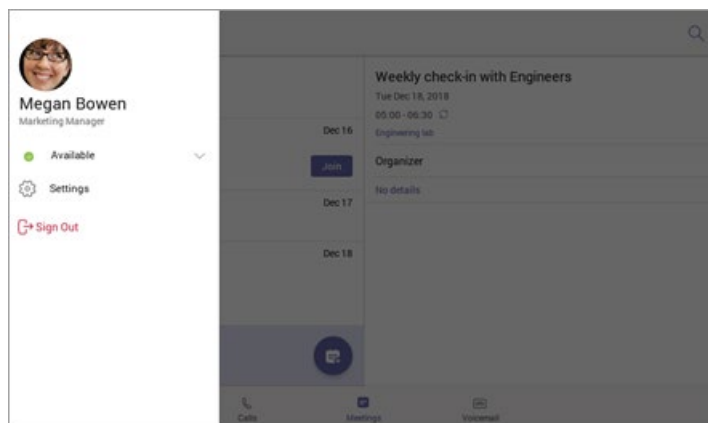 Megan Bowen
Marketing Manager
Available
Settings
Sign Out
Dec 16
Join
Dec 17
Dec 18
Weekly check-in with Engineers
Tue Dec 18, 2018
05:00 - 06:30
Engineering lab
Organizer
No details
Calls
Meetings
Voicemail